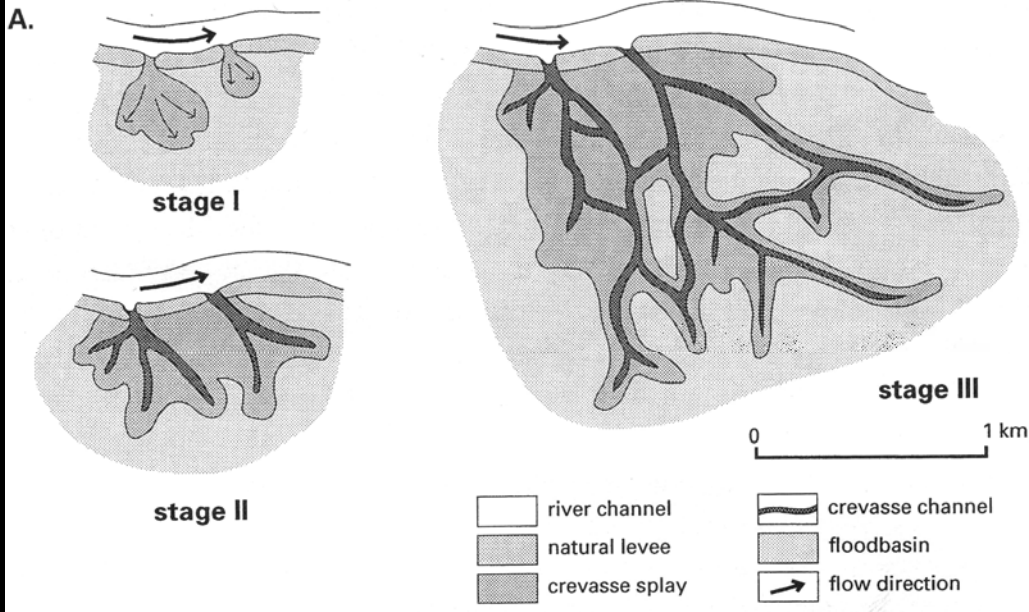 A.
stage I
stage II
stage III
0 1 km
river channel
natural levee
crevasse splay
crevasse channel
floodbasin
flow direction